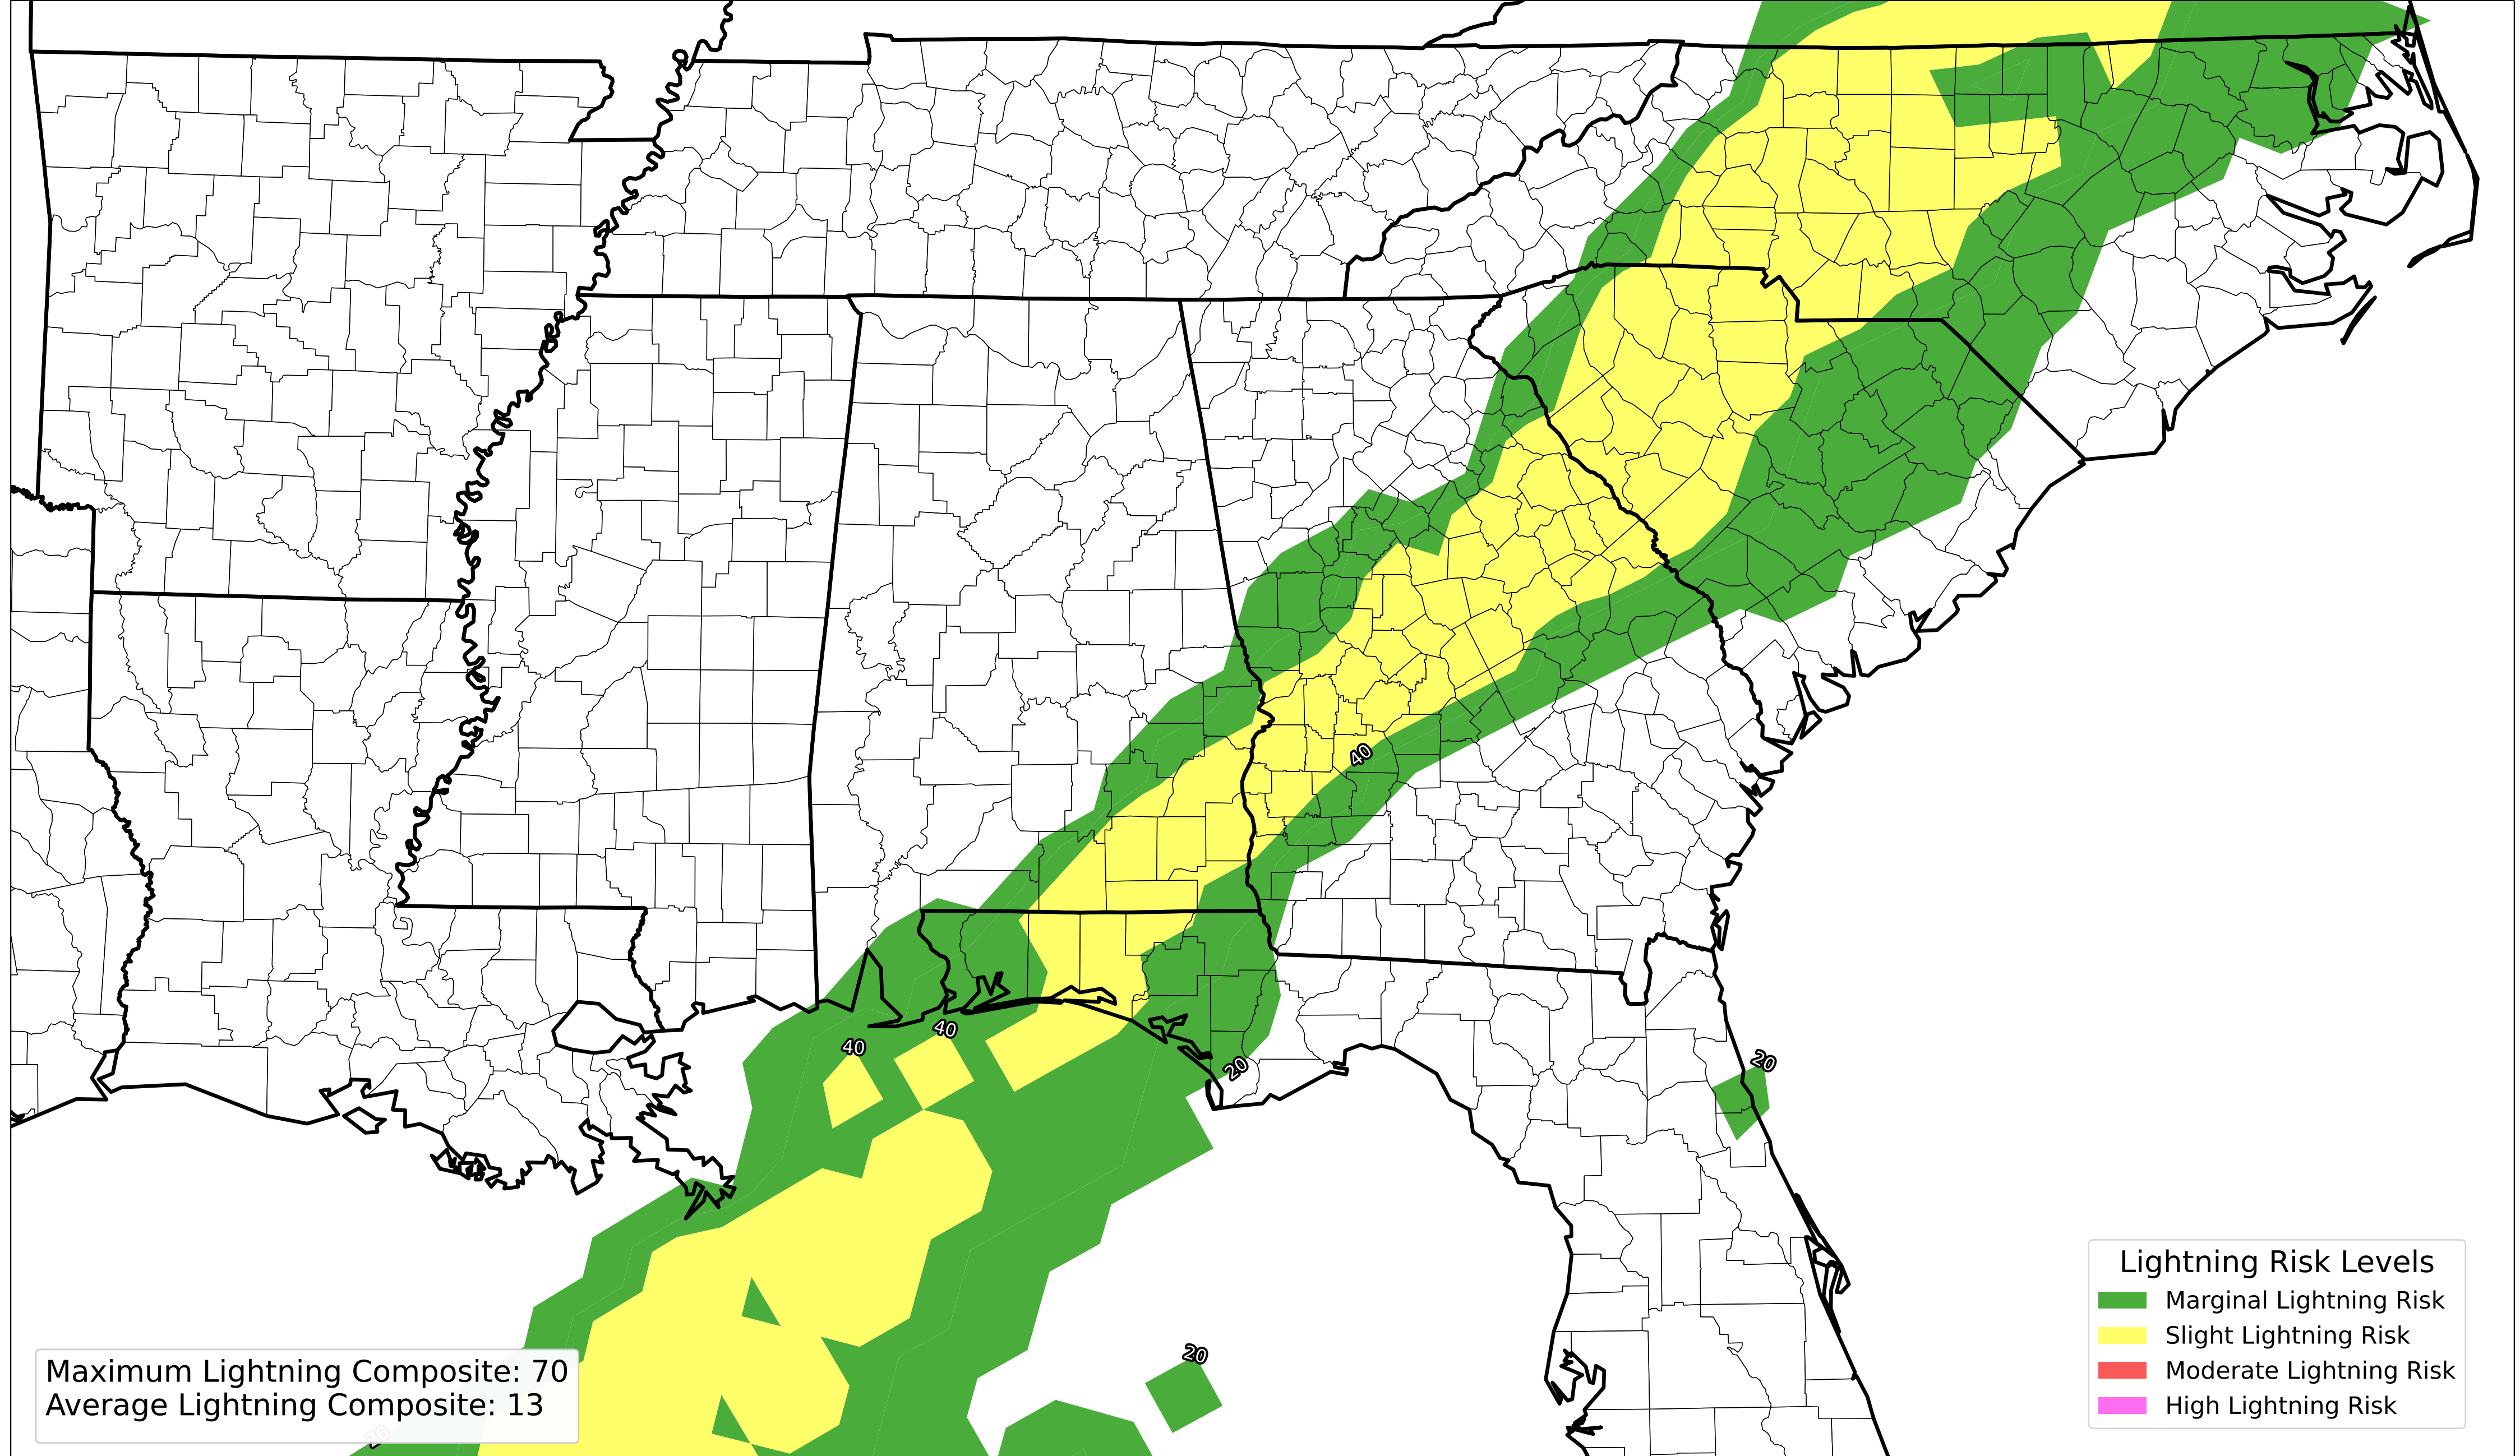 40
40
40
20
20
20
20
Lightning Risk Levels
Marginal Lightning Risk
Slight Lightning Risk
Moderate Lightning Risk
High Lightning Risk
Maximum Lightning Composite: 70
Average Lightning Composite: 13